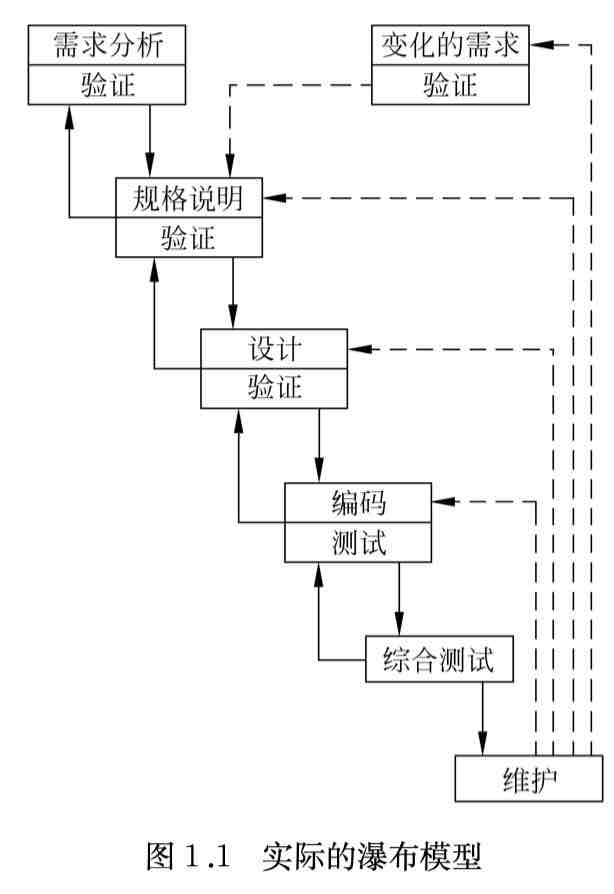 需求分析
验证
变化的需求
验证
规格说明
验证
设计
验证
编码
测试
综合测试
维护
图 1.1 实际的瀑布模型